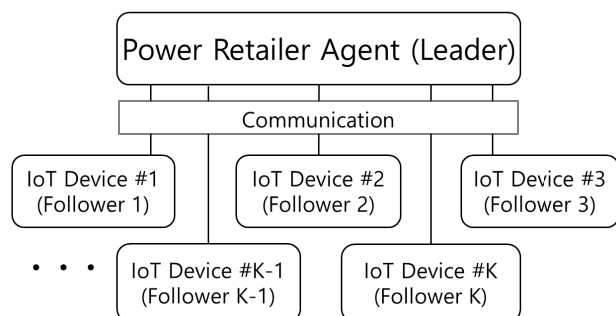 Power Retailer Agent (Leader)
Communication
IoT Device #1
(Follower 1)
IoT Device #2
(Follower 2)
IoT Device #3
(Follower 3)
• • •
IoT Device #K-1
(Follower K-1)
IoT Device #K
(Follower K)